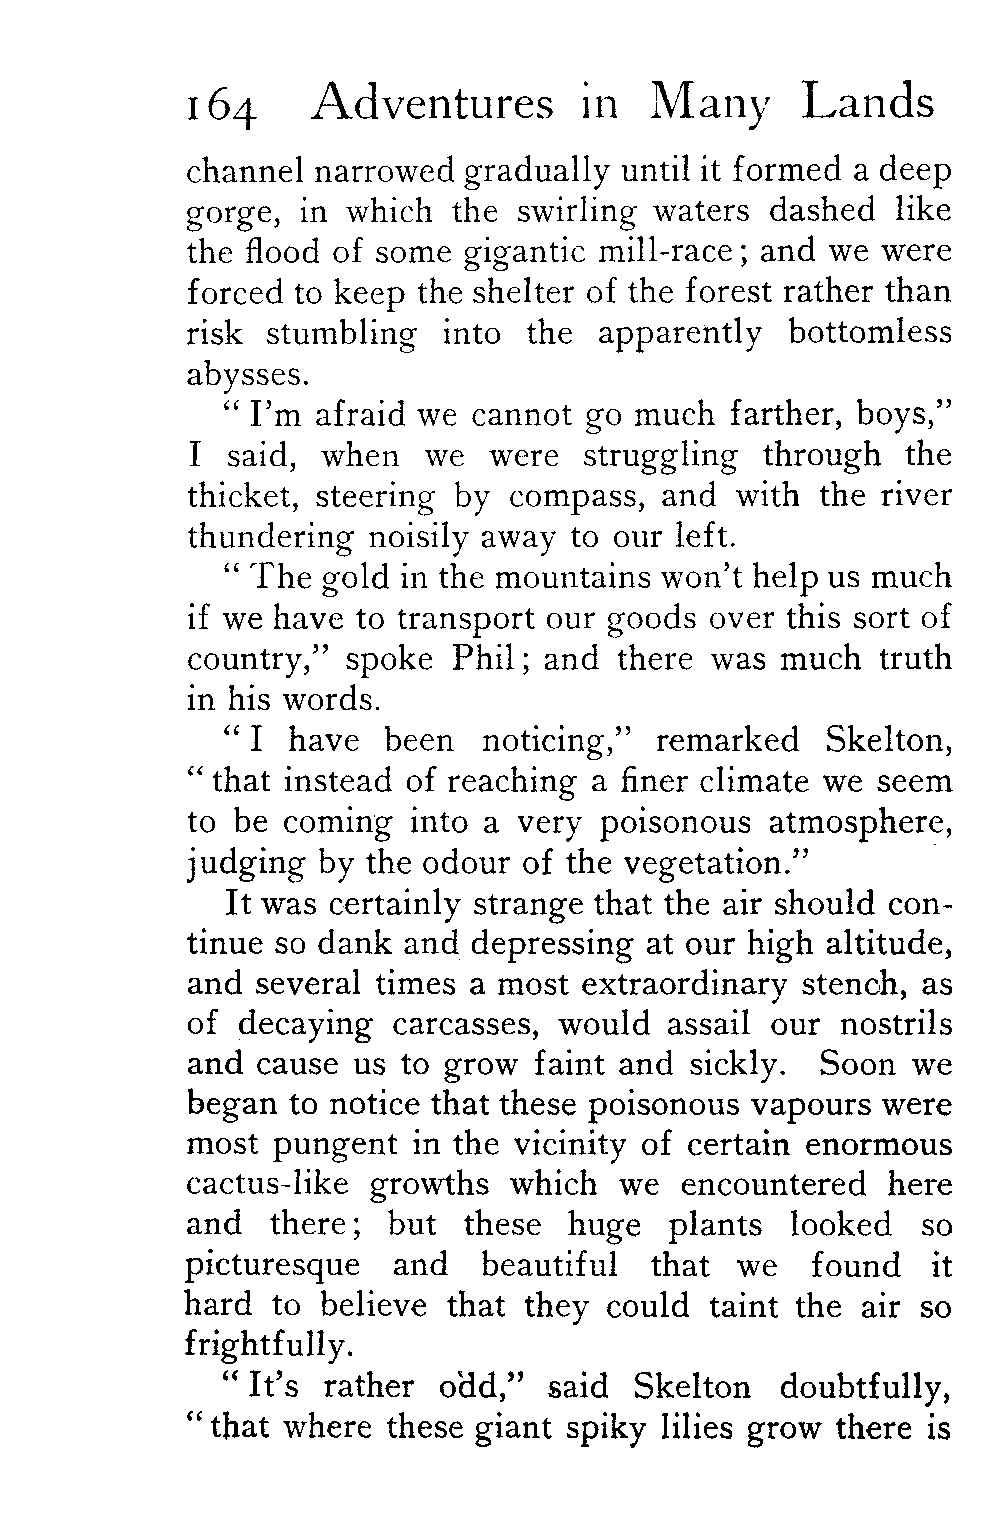 164 Adventures in Many Lands
channel narrowed gradually until it formed a deep
gorge, in which the swirling waters dashed like
the flood of some gigantic mill-race; and we were
forced to keep the shelter of the forest rather than
risk stumbling into the apparently bottomless
abysses.
“I’m afraid we cannot go much farther, boys,”
I said, when we were struggling through the
thicket, steering by compass, and with the river
thundering noisily away to our left.
“The gold in the mountains won’t help us much
if we have to transport our goods over this sort of
country,” spoke Phil; and there was much truth
in his words.
“I have been noticing,” remarked Skelton,
“that instead of reaching a finer climate we seem
to be coming into a very poisonous atmosphere,
judging by the odour of the vegetation.”
It was certainly strange that the air should con-
tinue so dank and depressing at our high altitude,
and several times a most extraordinary stench, as
of decaying carcasses, would assail our nostrils
and cause us to grow faint and sickly. Soon we
began to notice that these poisonous vapours were
most pungent in the vicinity of certain enormous
cactus-like growths which we encountered here
and there; but these huge plants looked so
picturesque and beautiful that we found it
hard to believe that they could taint the air so
frightfully.
“It’s rather odd,” said Skelton doubtfully,
“that where these giant spiky lilies grow there is